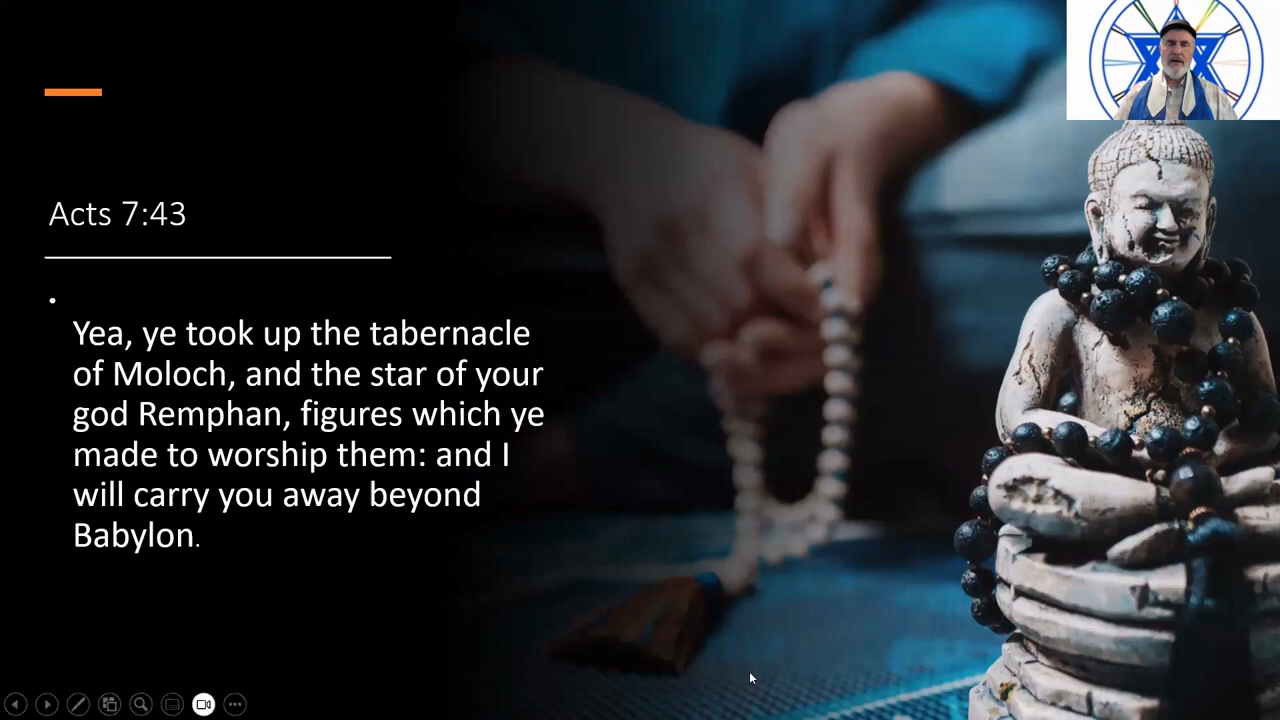 Acts 7:43
•
Yea, ye took up the tabernacle
of Moloch, and the star of your
god Remphan, figures which ye
made to worship them: and I
will carry you away beyond
Babylon.